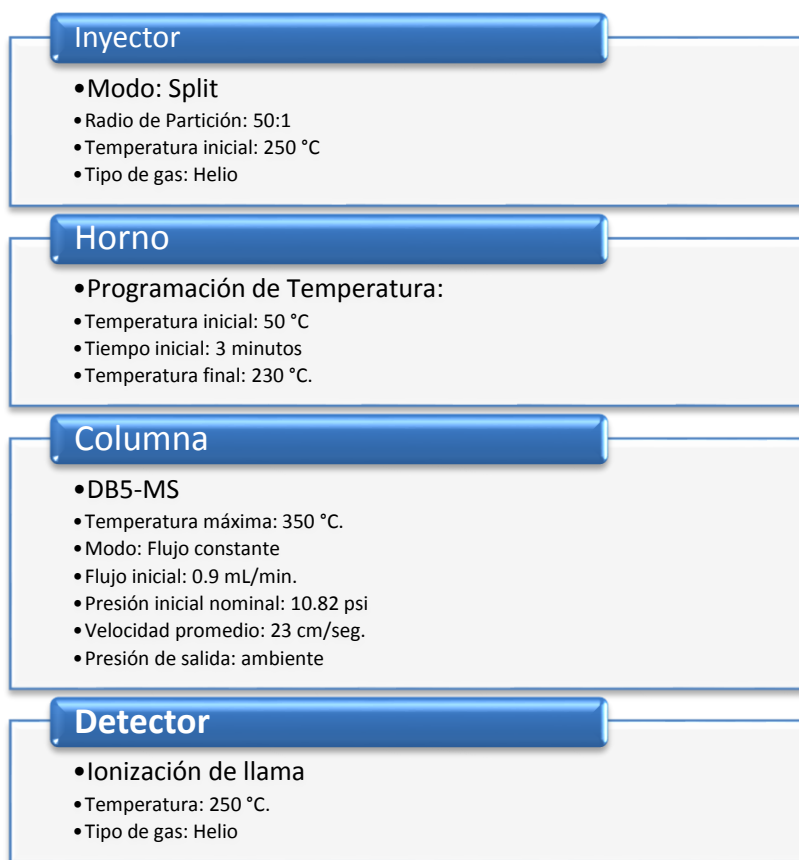 Inyector
•Modo: Split
•Radio de Partición: 50:1
•Temperatura inicial: 250 °C
•Tipo de gas: Helio
Horno
•Programación de Temperatura:
•Temperatura inicial: 50 °C
•Tiempo inicial: 3 minutos
•Temperatura final: 230 °C.
Columna
•DB5-MS
•Temperatura máxima: 350 °C.
•Modo: Flujo constante
•Flujo inicial: 0.9 mL/min.
•Presión inicial nominal: 10.82 psi
•Velocidad promedio: 23 cm/seg.
•Presión de salida: ambiente
Detector
•Ionización de llama
•Temperatura: 250 °C.
•Tipo de gas: Helio